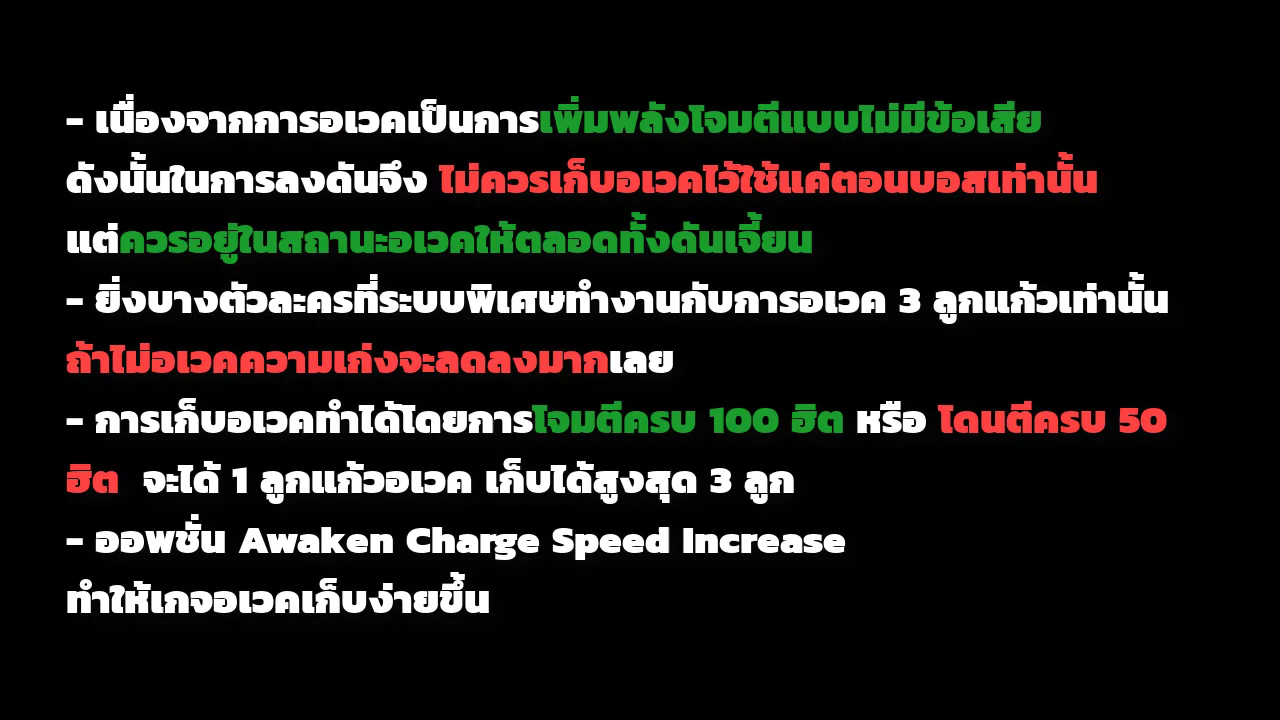 - เนื่องจากการอเวคเป็นการเพิ่มพลังโจมตีแบบไม่มีข้อเสีย
ดังนั้นในการลงดันจึง ไม่ควรเก็บอเวคไว้ใช้แค่ตอนบอสเท่านั้น
แต่ควรอยู่ในสถานะอเวคให้ตลอดทั้งดันเจี้ยน
- ยิ่งบางตัวละครที่ระบบพิเศษทำงานกับการอเวค 3 ลูกแก้วเท่านั้น
ถ้าไม่อเวคความเก่งจะลดลงมากเลย
- การเก็บอเวคทำได้โดยการโจมตีครบ 100 ฮิต หรือ โดนตีครบ 50
ฮิต  จะได้ 1 ลูกแก้วอเวค เก็บได้สูงสุด 3 ลูก
- ออพชั่น Awaken Charge Speed Increase
ทำให้เกจอเวคเก็บง่ายขึ้น